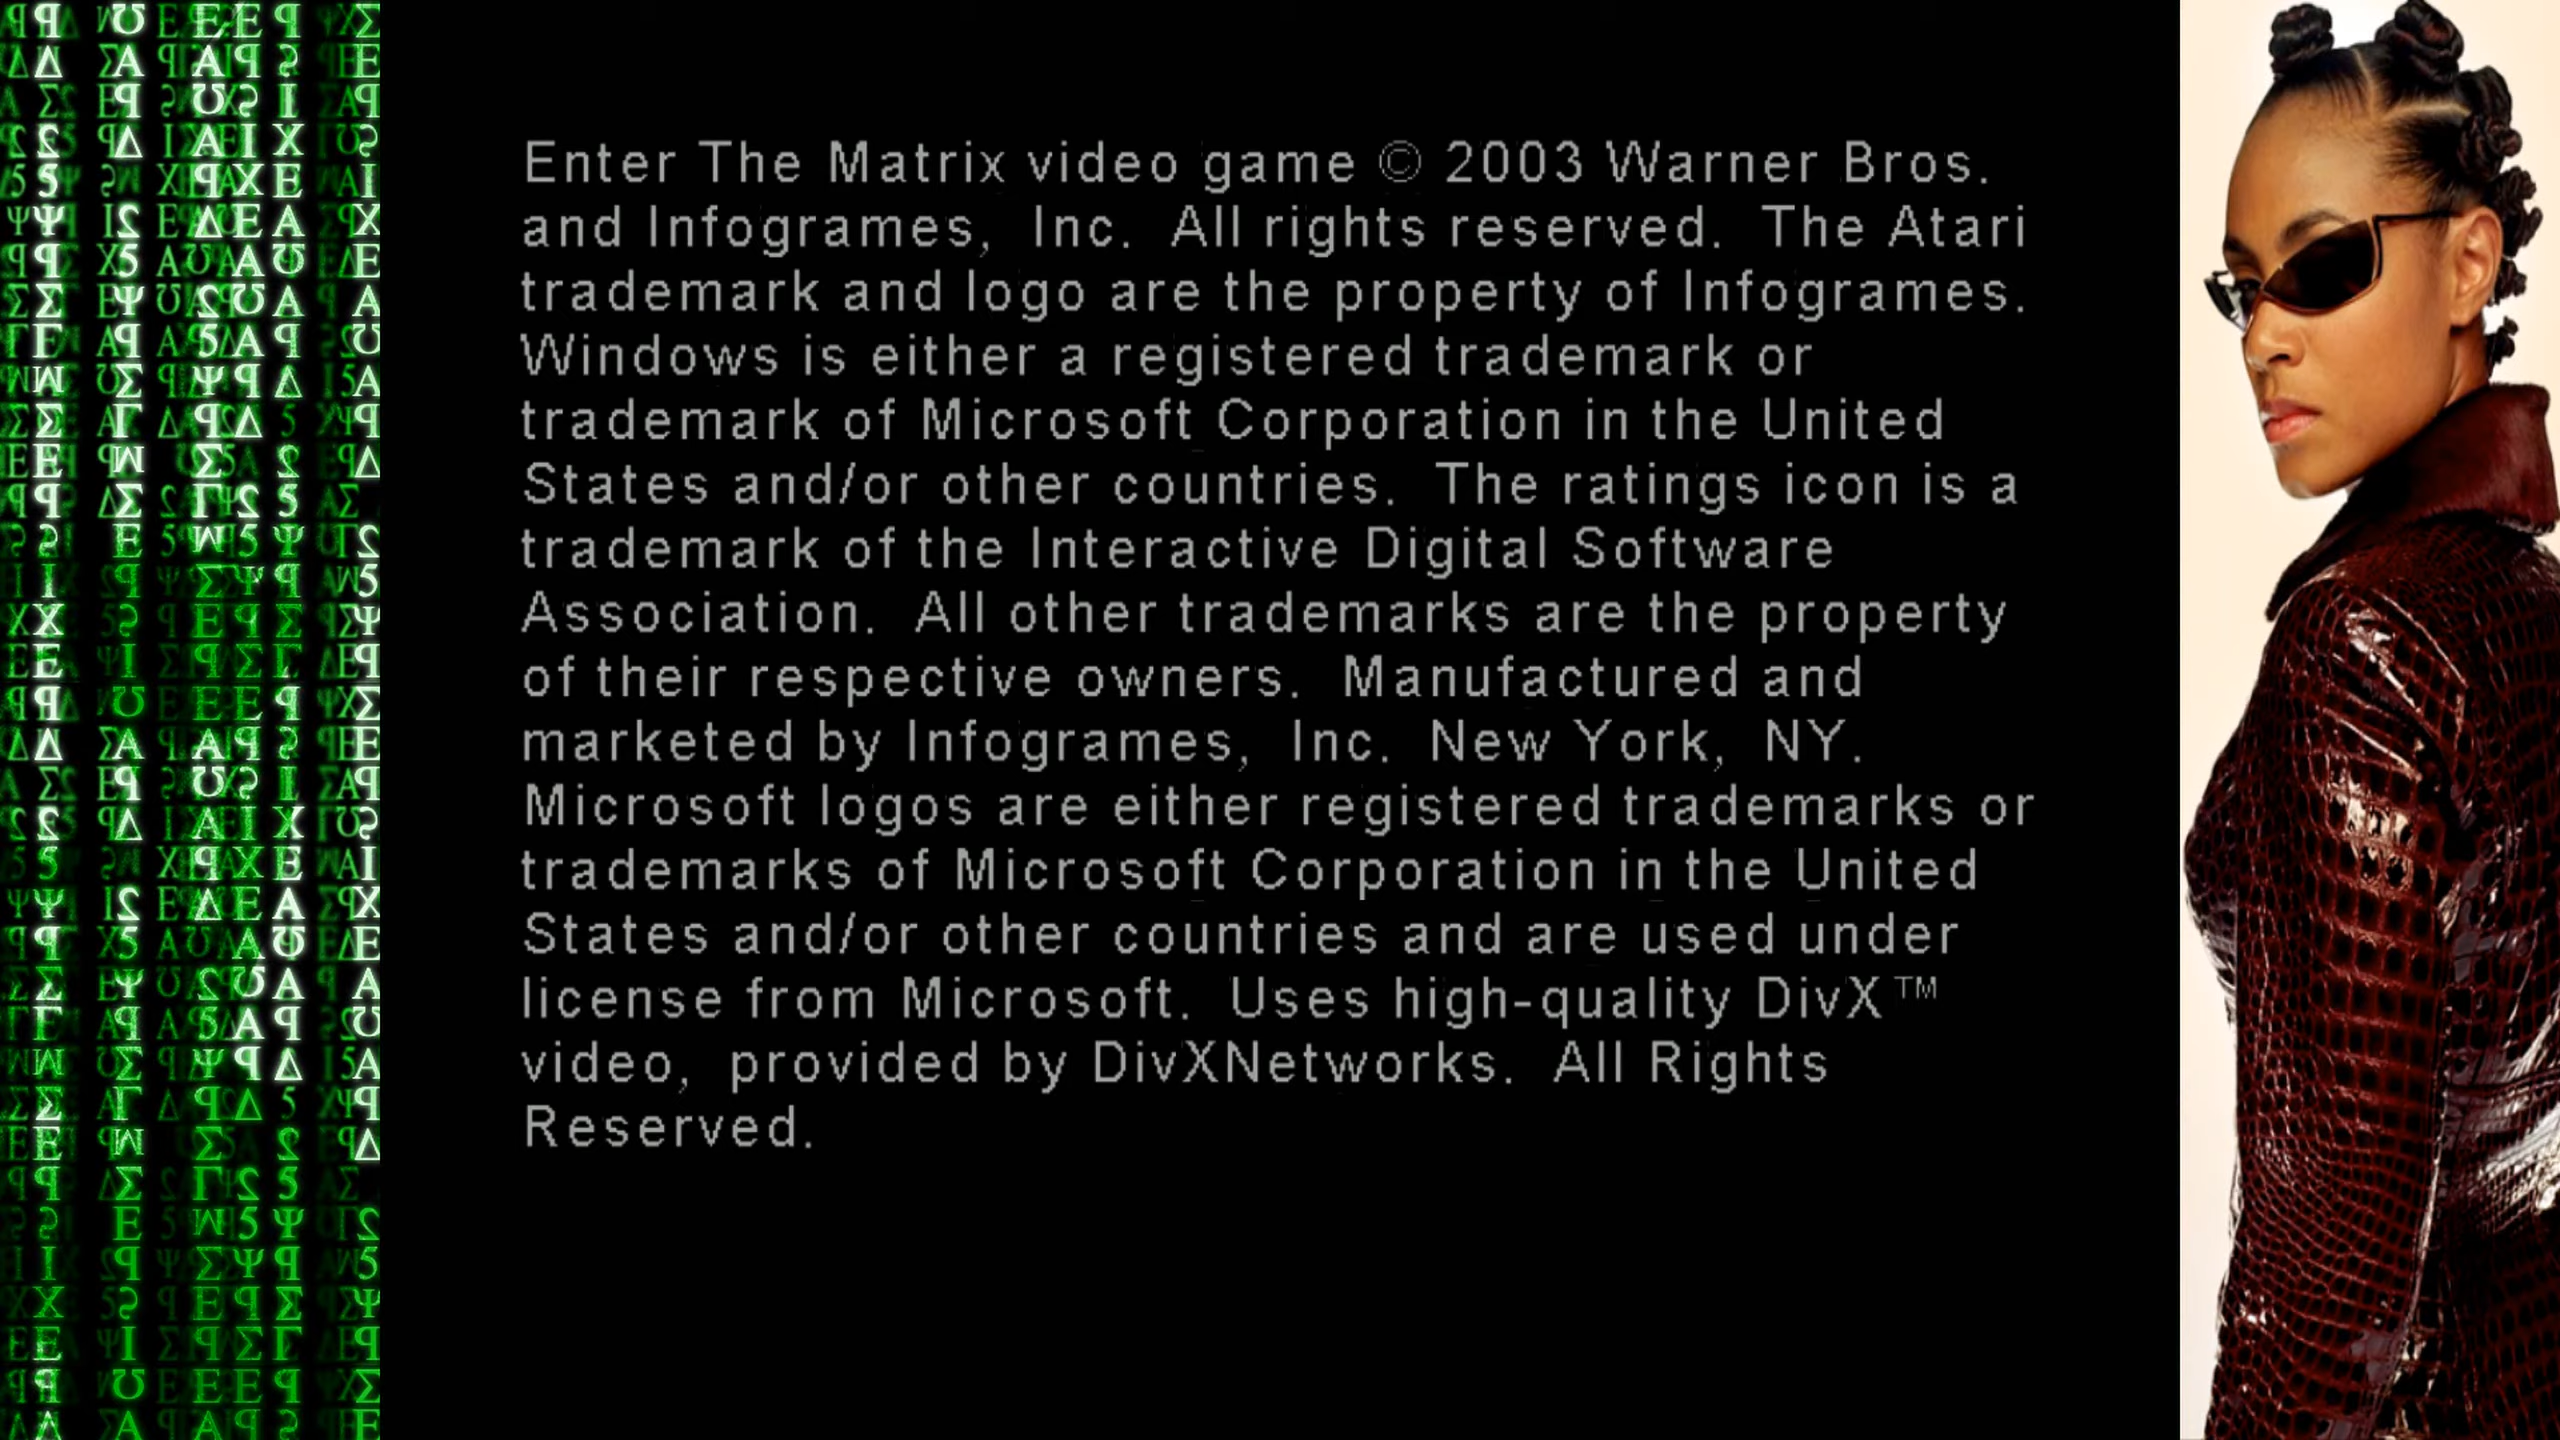 Enter The Matrix video game © 2003 Warner Bros.
and Infogrames, Inc. All rights reserved. The Atari
trademark and logo are the property of Infogrames.
Windows is either a registered trademark or
trademark of Microsoft Corporation in the United
States and/or other countries. The ratings icon is a
trademark of the Interactive Digital Software
Association. All other trademarks are the property
of their respective owners. Manufactured and
marketed by Infogrames, Inc. New York, NY.
Microsoft logos are either registered trademarks or
trademarks of Microsoft Corporation in the United
States and/or other countries and are used under
license from Microsoft. Uses high-quality DivX™
video, provided by DivXNetworks. All Rights
Reserved.